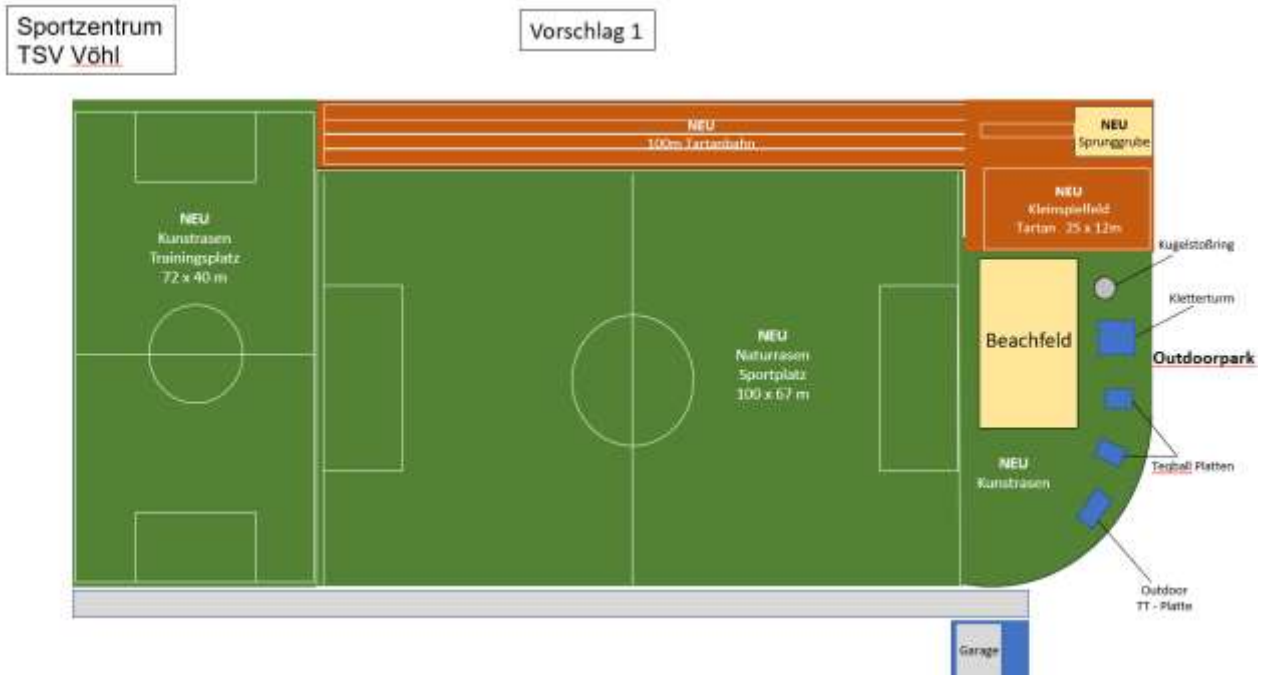 Sportzentrum
TSV Vöhl
Vorschlag 1
NEU
100m Tartanbahn
NEU
Sprunggrube
NEU
Kleinspielfeld
Tartan 25 x 12m
NEU
Kunstrasen
Trainingsplatz
72 x 40 m
Kugelstoßring
Kletterturm
Beachfeld
Outdoorpark
NEU
Naturrasen
Sportplatz
100 x 67 m
NEU
Kunstrasen
Teqball Platten
Outdoor
TT - Platte
Garage